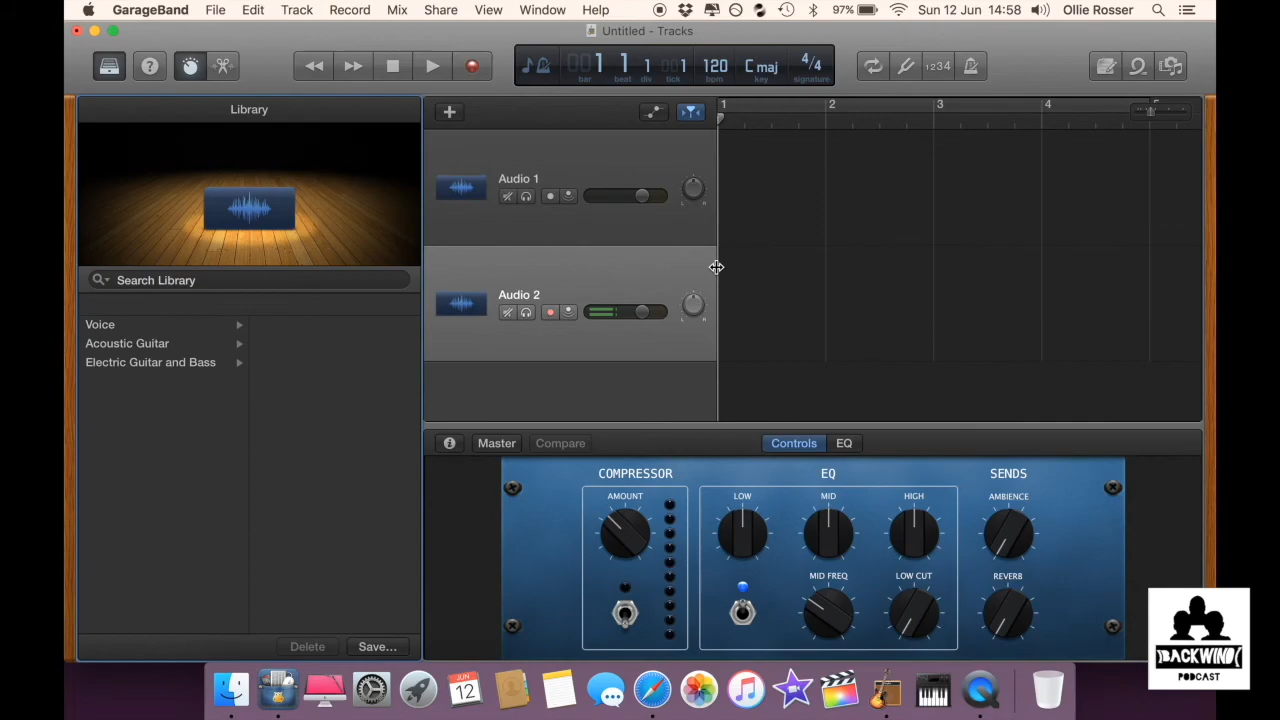 GarageBand File Edit Track Record Mix Share View Window Help 97% Sun 12 Jun 14:58 Ollie Rosser
Untitled - Tracks
1234
1 1 1 1 120 C maj 4/4
bar beat div tick bpm key signature
Library
1 2 3 4
Audio 1
L R
Search Library
Audio 2
L R
Voice
Acoustic Guitar
Electric Guitar and Bass
Master Compare Controls EQ
COMPRESSOR EQ SENDS
AMOUNT LOW MID HIGH AMBIENCE
MID FREQ LOW CUT REVERB
Delete Save...
JUN
12
BACKWIND
PODCAST